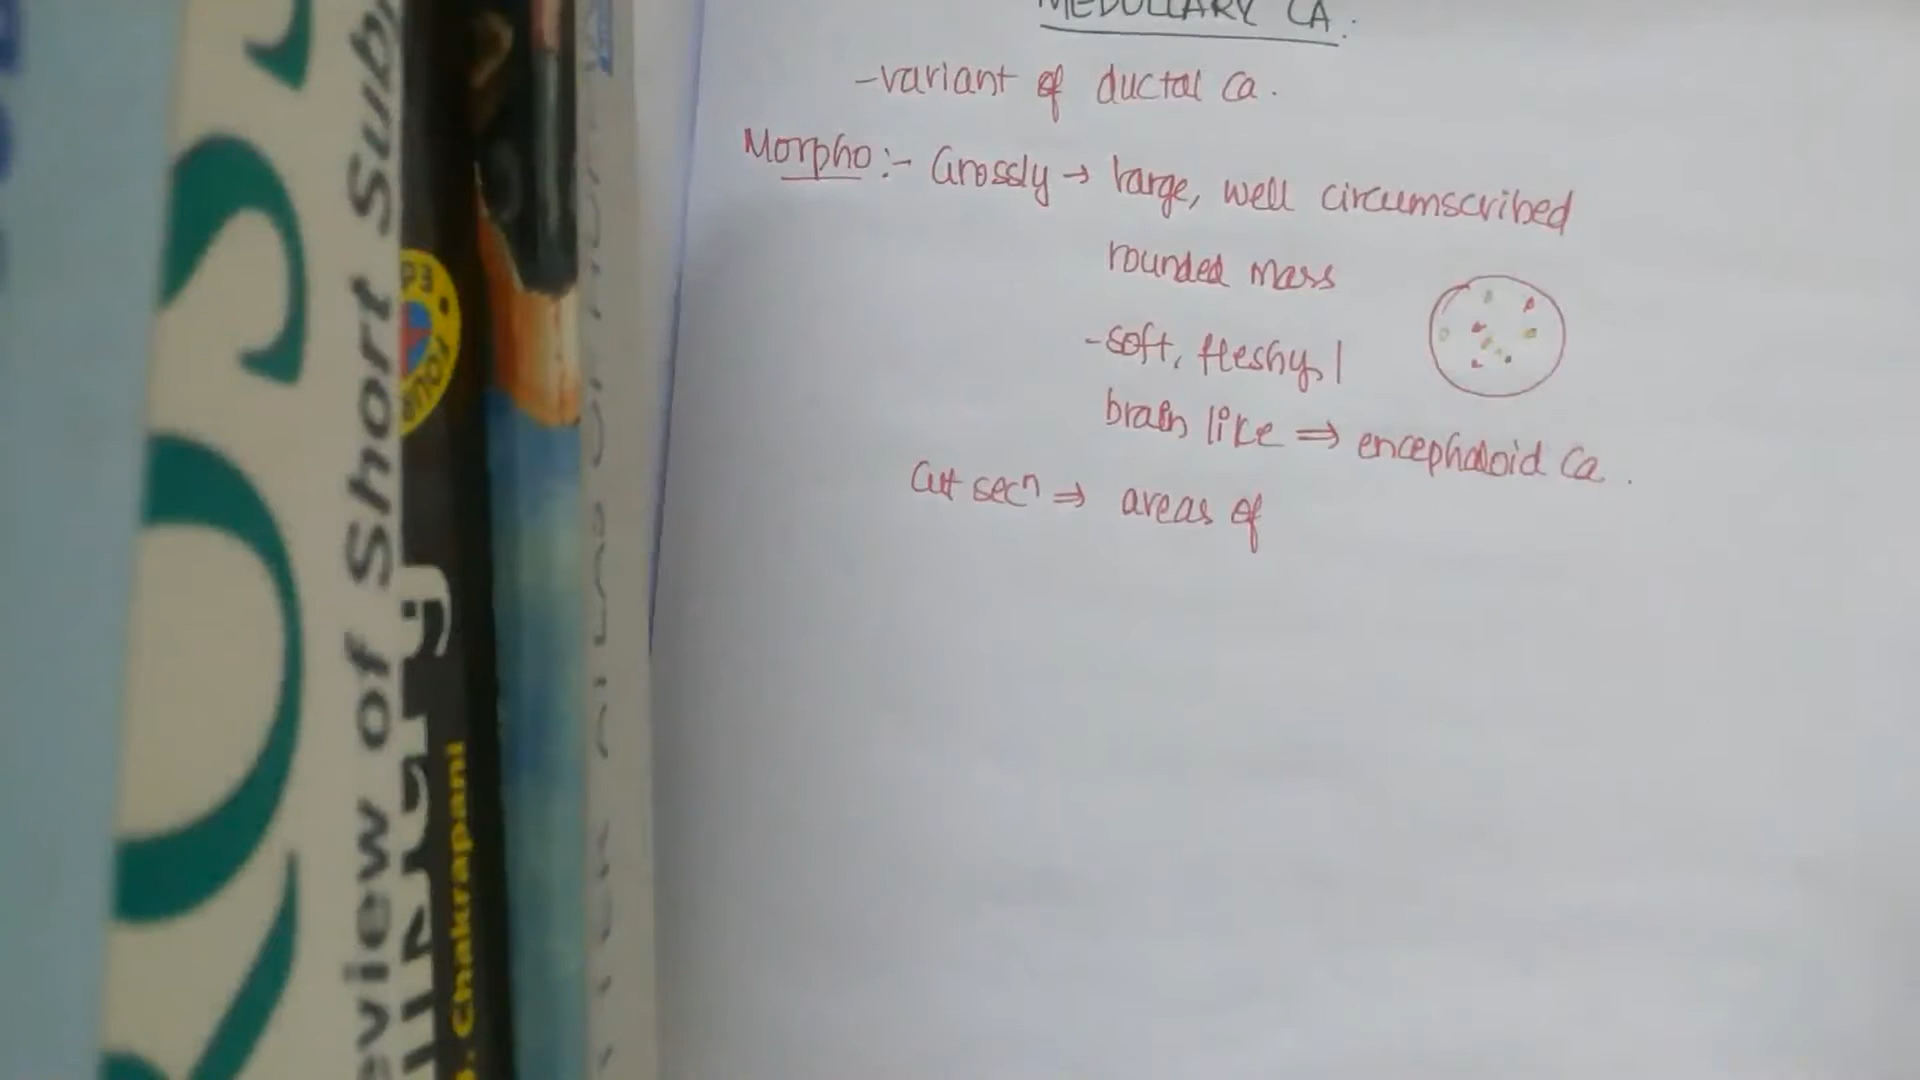 MEDULLARY CA.
-variant of ductal Ca.
Morpho:- Grossly → large, well circumscribed
rounded mass
-soft, fleshy,
brain like ⇒ encephaloid Ca.
Cut secⁿ ⇒ areas of
view of Short Sub
Chakrapani